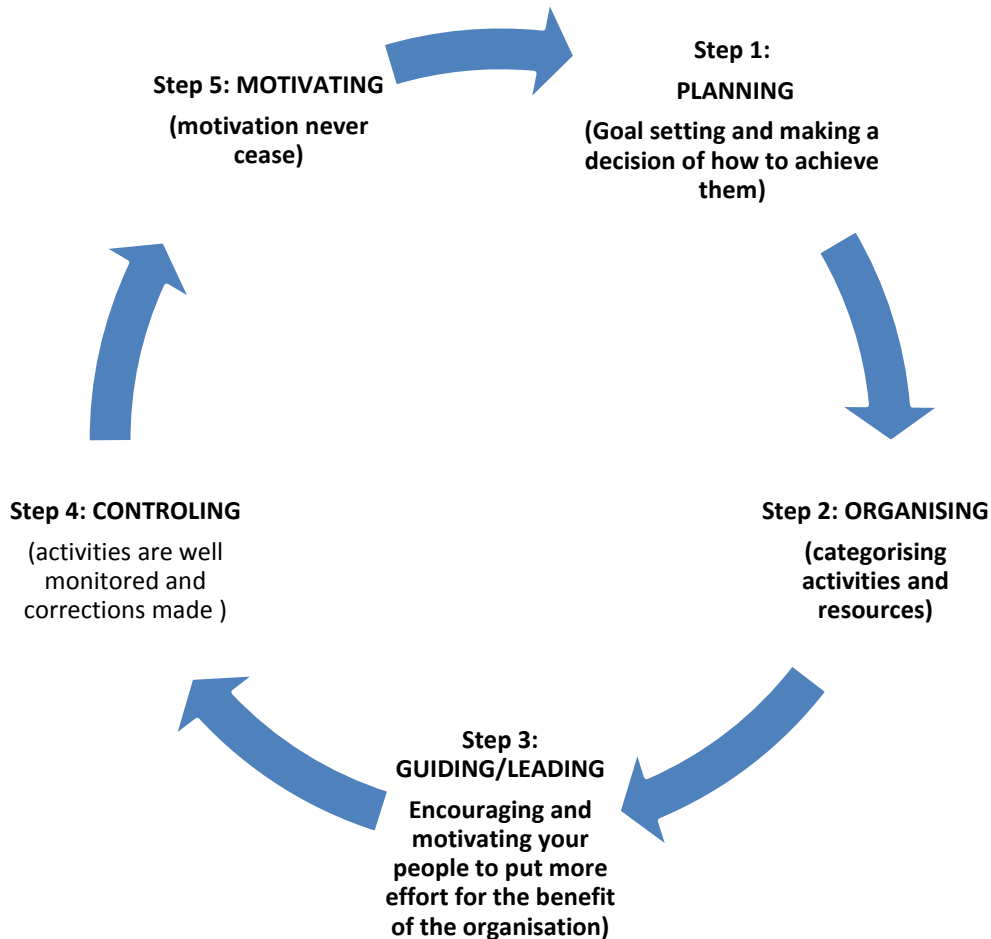 Step 1:
PLANNING
(Goal setting and making a
decision of how to achieve
them)
Step 2: ORGANISING
(categorising
activities and
resources)
Step 3:
GUIDING/LEADING
Encouraging and
motivating your
people to put more
effort for the benefit
of the organisation)
Step 4: CONTROLING
(activities are well
monitored and
corrections made )
Step 5: MOTIVATING
(motivation never
cease)